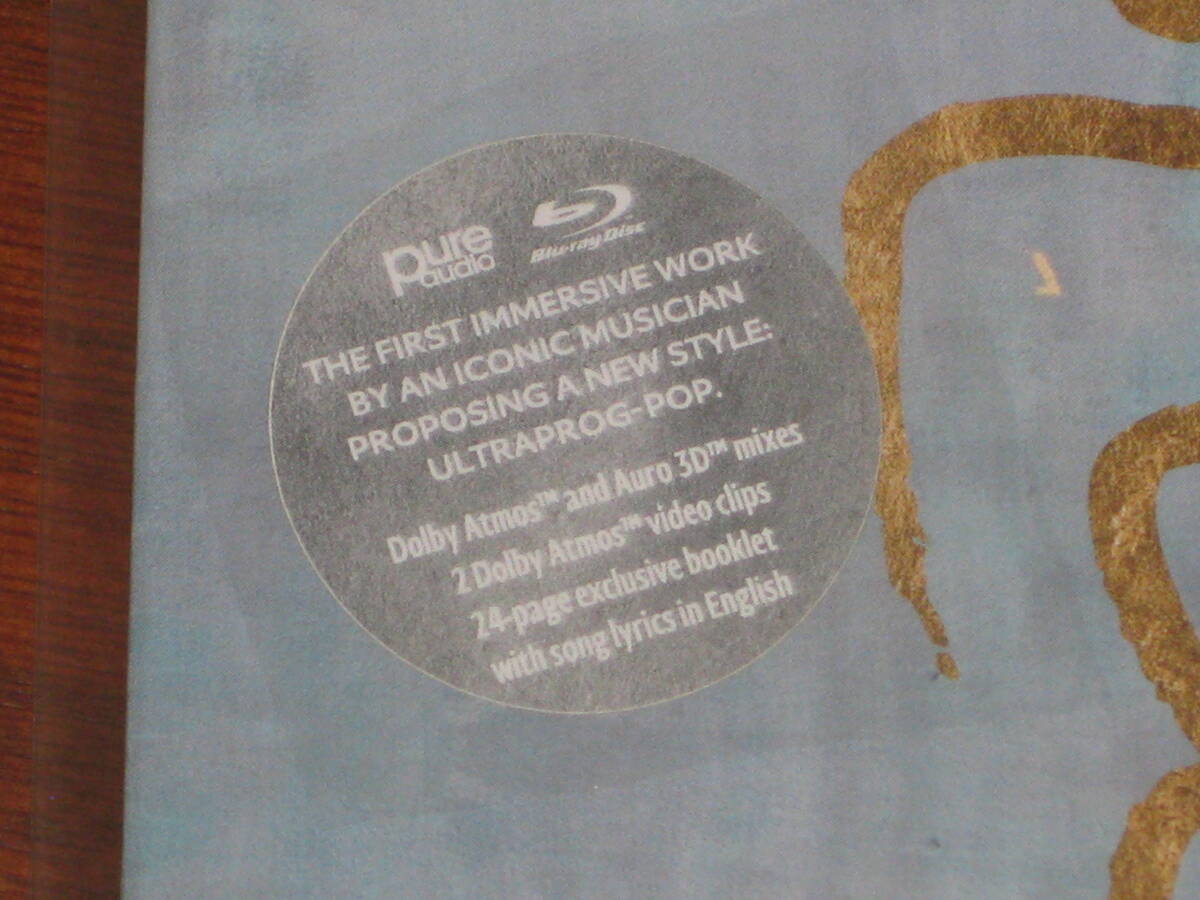 pure audio
Blu-ray Disc
THE FIRST IMMERSIVE WORK
BY AN ICONIC MUSICIAN
PROPOSING A NEW STYLE:
ULTRAPROG-POP.
Dolby Atmos™ and Auro 3D™ mixes
2 Dolby Atmos™ video clips
24-page exclusive booklet
with song lyrics in English